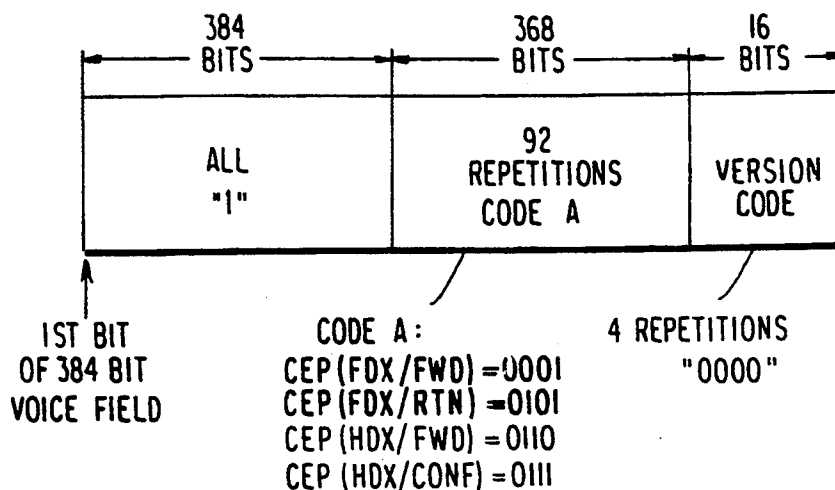 384
BITS
368
BITS
16
BITS
ALL
"1"
92
REPETITIONS
CODE A
VERSION
CODE
1ST BIT
OF 384 BIT
VOICE FIELD
CODE A:
CEP (FDX/FWD) = 0001
CEP (FDX/RTN) = 0101
CEP (HDX/FWD) = 0110
CEP (HDX/CONF) = 0111
4 REPETITIONS
"0000"